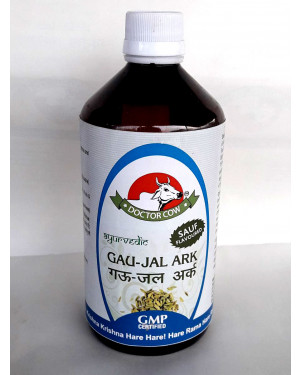 DOCTOR COW
®
SAUF
FLAVOURED
ayurvedic
GAU-JAL ARK
गऊ-जल अर्क
GMP
CERTIFIED
Krishna Hare Hare! Hare Rama